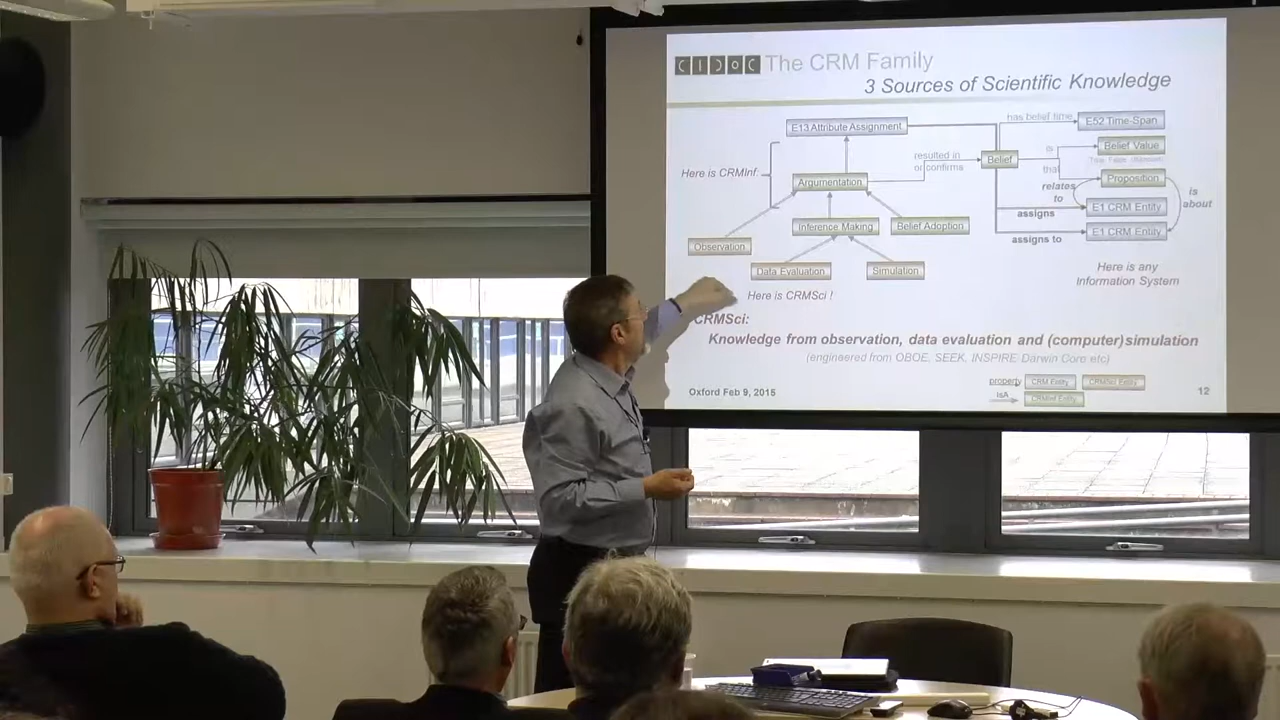 CIDOC The CRM Family
3 Sources of Scientific Knowledge
E13 Attribute Assignment
has belief time
E52 Time-Span
Belief Value
is
resulted in
or confirms
Belief
that
Here is CRMInf.
Argumentation
Proposition
relates
to
is
about
E1 CRM Entity
assigns
Inference Making
Belief Adoption
E1 CRM Entity
assigns to
Observation
Data Evaluation
Simulation
Here is any
Information System
Here is CRMSci !
CRMSci:
Knowledge from observation, data evaluation and (computer)simulation
(engineered from OBOE, SEEK, INSPIRE Darwin Core etc)
property
CRM Entity
CRMSci Entity
isA
CRMInf Entity
Oxford Feb 9, 2015
12